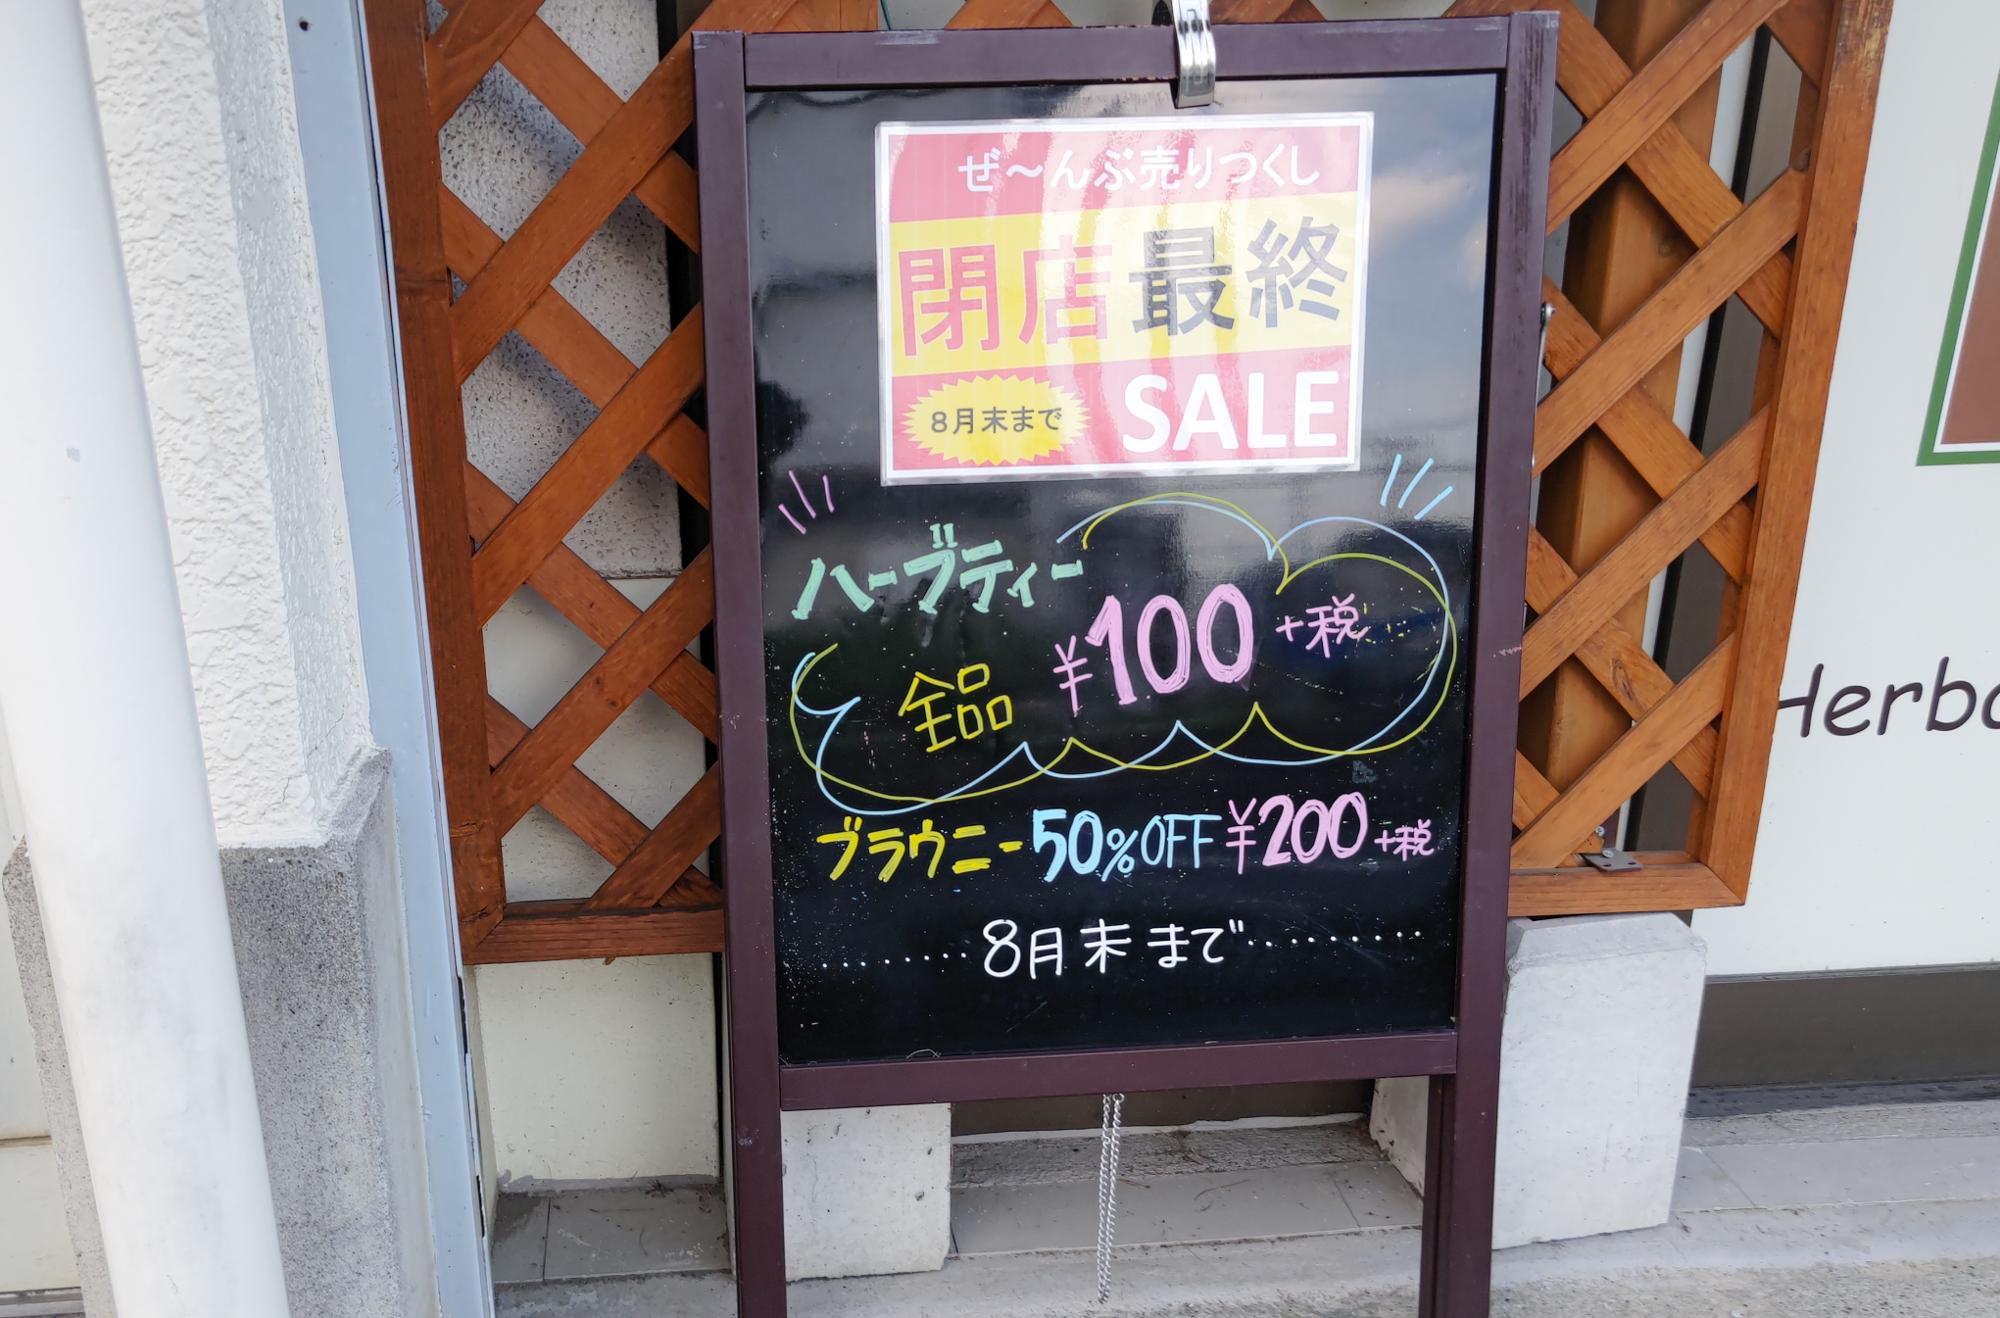 ぜ〜んぶ売りつくし
閉店最終
8月末まで
SALE
ハーブティー
全品 ¥100 +税
ブラウニー 50%OFF ¥200 +税
・・・・・・・・・8月末まで・・・・・・・・・